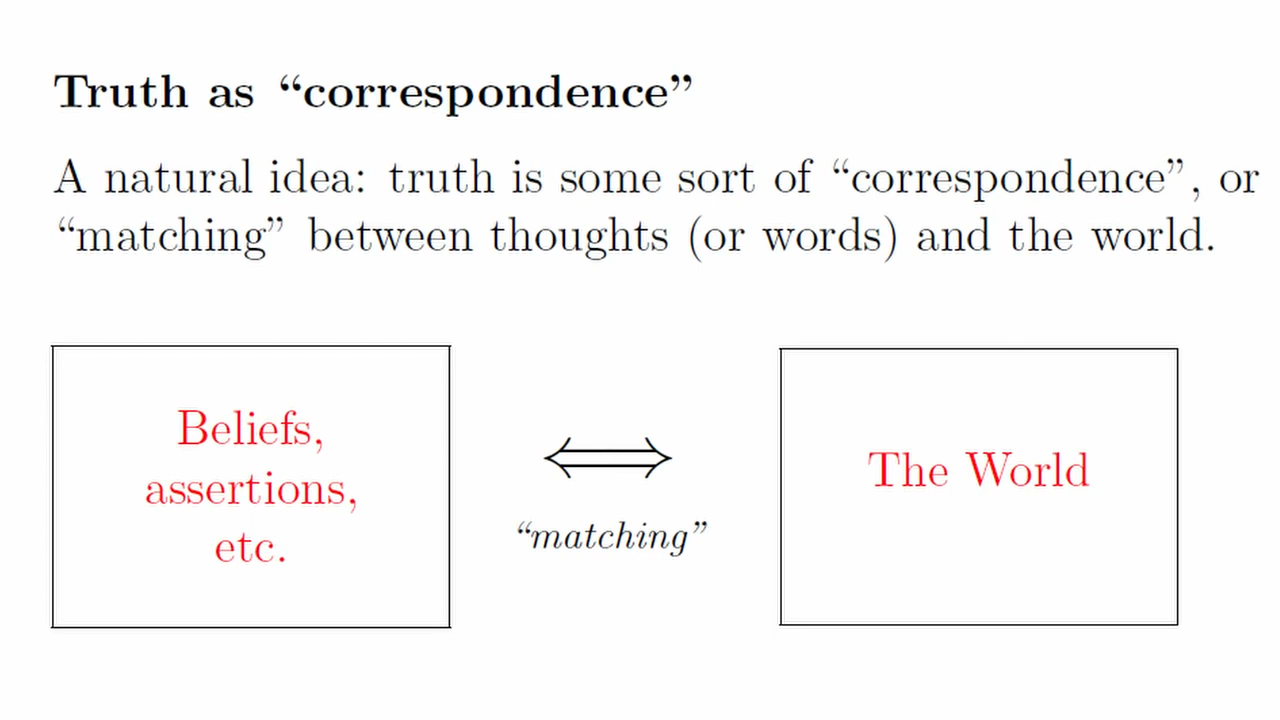 Truth as “correspondence”
A natural idea: truth is some sort of “correspondence”, or
“matching” between thoughts (or words) and the world.
Beliefs,
assertions,
etc.
“matching”
The World